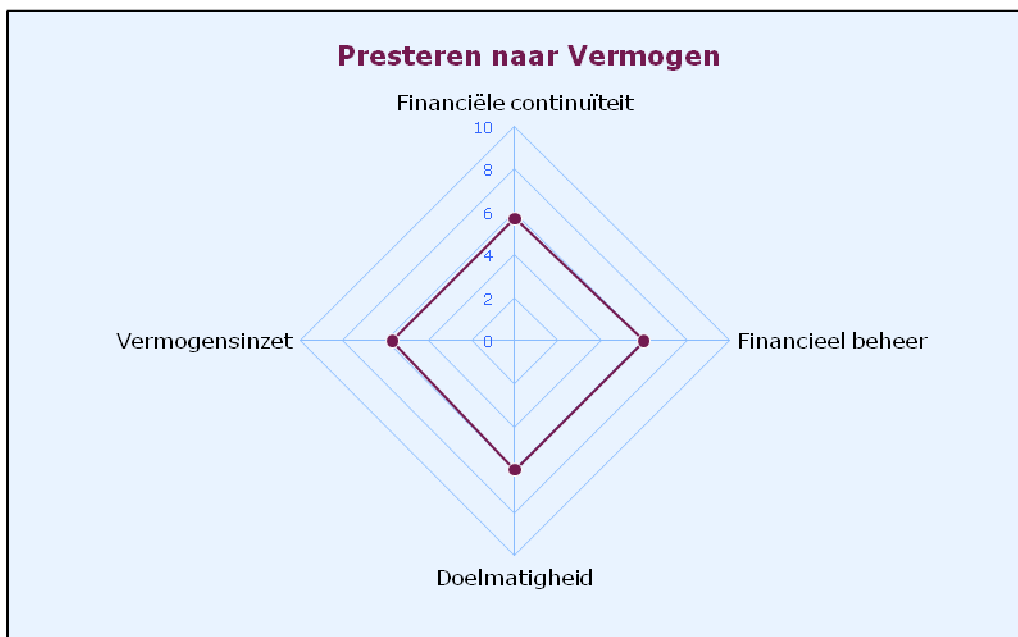 Presteren naar Vermogen
Financiële continuïteit
10
8
6
4
2
0
Vermogensinzet
Financieel beheer
Doelmatigheid